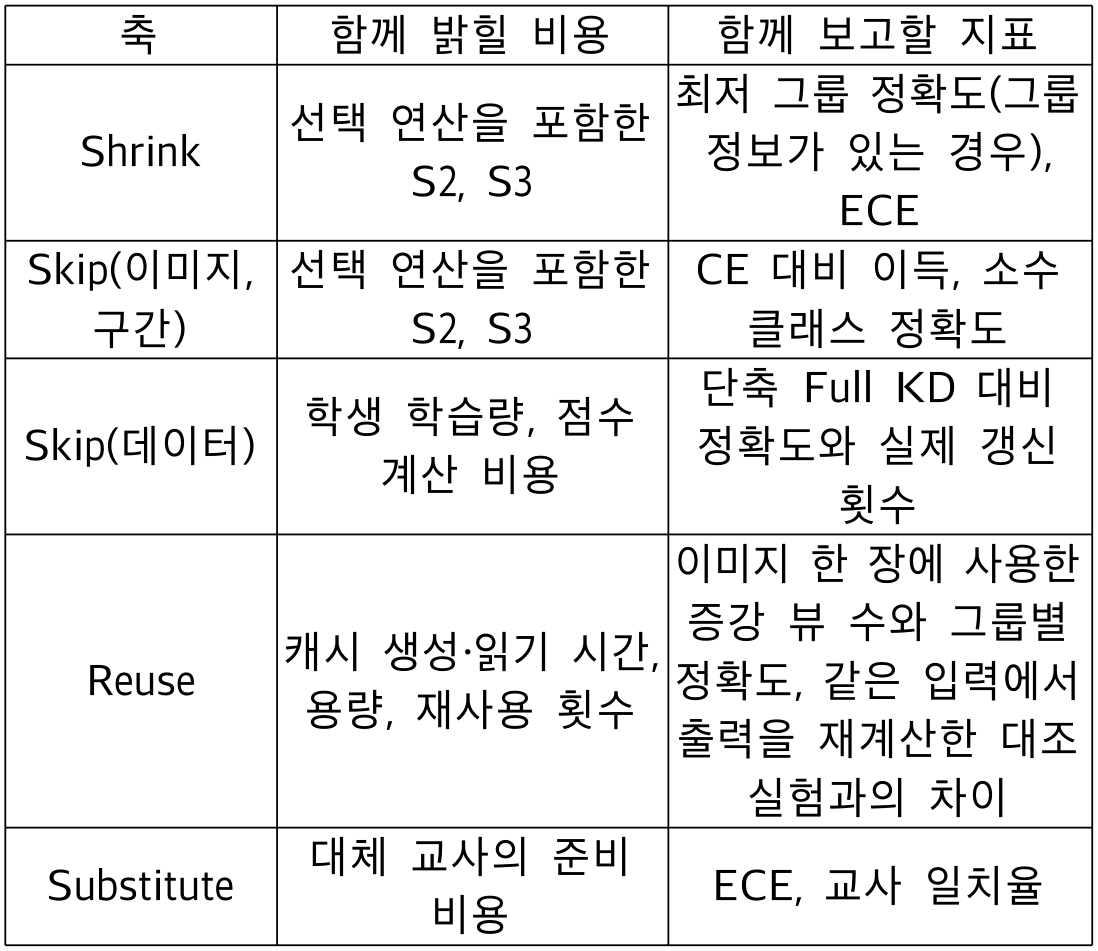 축
함께 밝힐 비용
함께 보고할 지표
Shrink
선택 연산을 포함한
S2, S3
최저 그룹 정확도(그룹
정보가 있는 경우),
ECE
Skip(이미지,
구간)
선택 연산을 포함한
S2, S3
CE 대비 이득, 소수
클래스 정확도
Skip(데이터)
학생 학습량, 점수
계산 비용
단축 Full KD 대비
정확도와 실제 갱신
횟수
Reuse
캐시 생성·읽기 시간,
용량, 재사용 횟수
이미지 한 장에 사용한
증강 뷰 수와 그룹별
정확도, 같은 입력에서
출력을 재계산한 대조
실험과의 차이
Substitute
대체 교사의 준비
비용
ECE, 교사 일치율